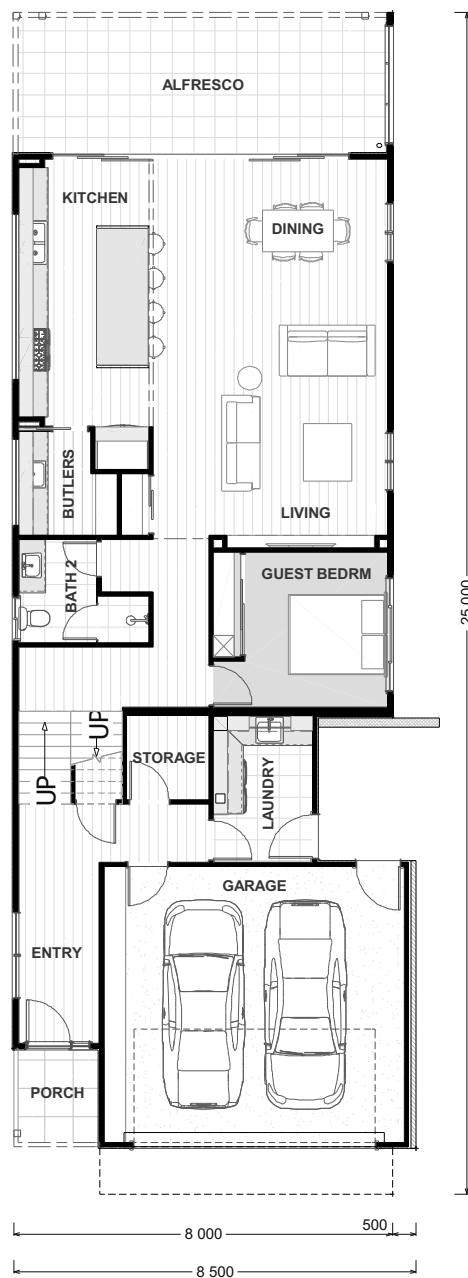 ALFRESCO
KITCHEN
DINING
BUTLERS
LIVING
BATH 2
GUEST BEDRM
25 000
UP
UP
STORAGE
LAUNDRY
GARAGE
ENTRY
PORCH
8 000
500
8 500